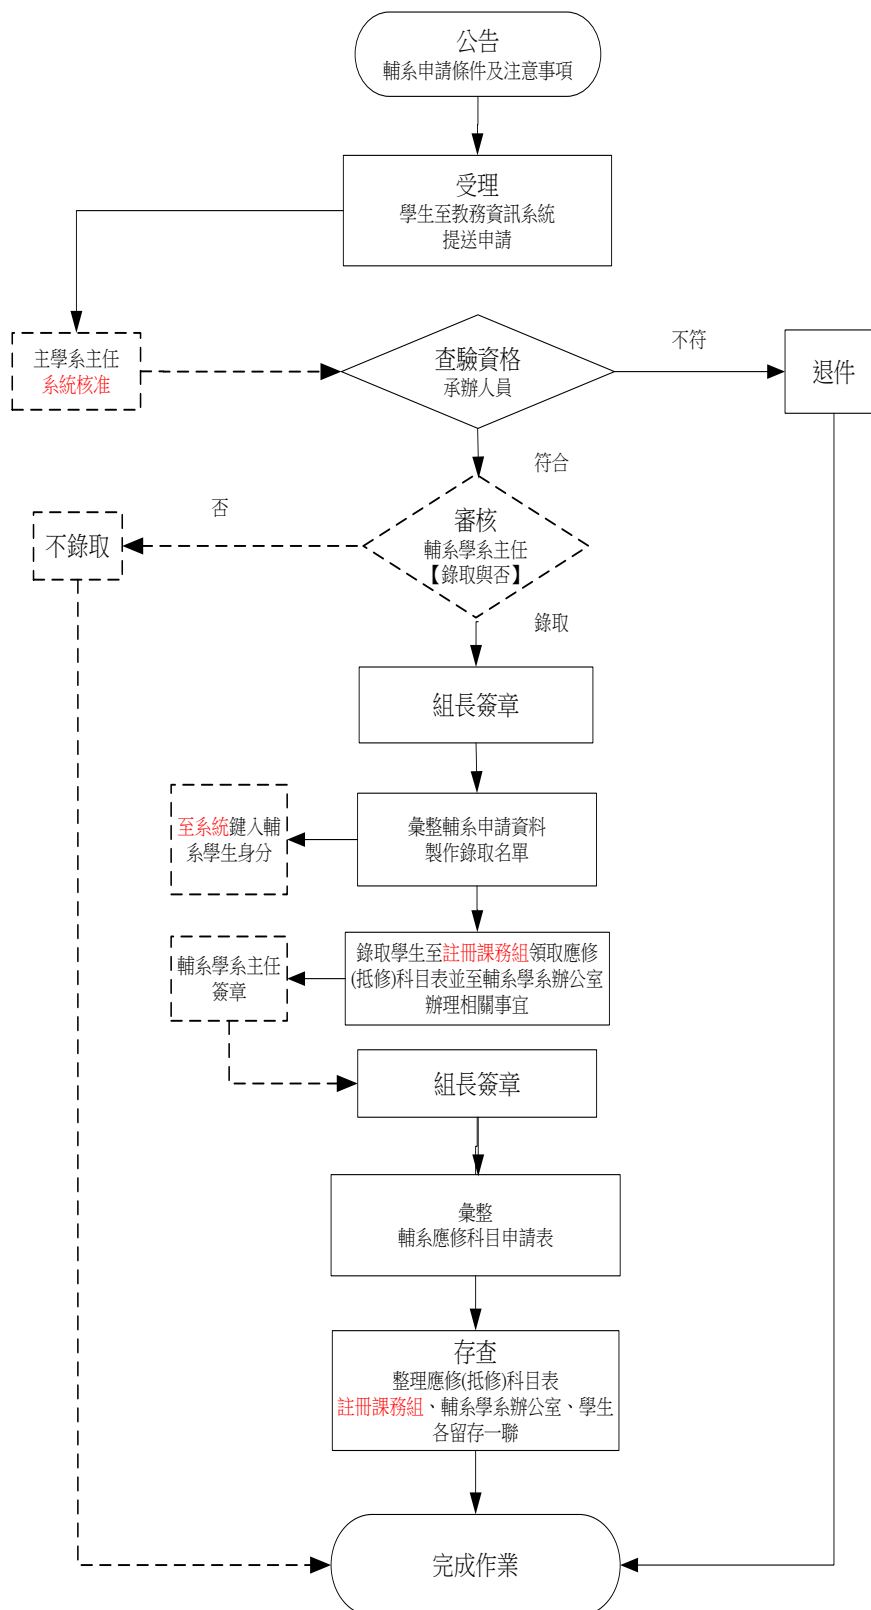 公告
輔系申請條件及注意事項
受理
學生至教務資訊系統
提送申請
主學系主任
系統核准
查驗資格
承辦人員
不符
退件
符合
否
不錄取
審核
輔系學系主任
【錄取與否】
錄取
組長簽章
至系統鍵入輔
系學生身分
彙整輔系申請資料
製作錄取名單
輔系學系主任
簽章
錄取學生至註冊課務組領取應修
(抵修)科目表並至輔系學系辦公室
辦理相關事宜
組長簽章
彙整
輔系應修科目申請表
存查
整理應修(抵修)科目表
註冊課務組、輔系學系辦公室、學生
各留存一聯
完成作業